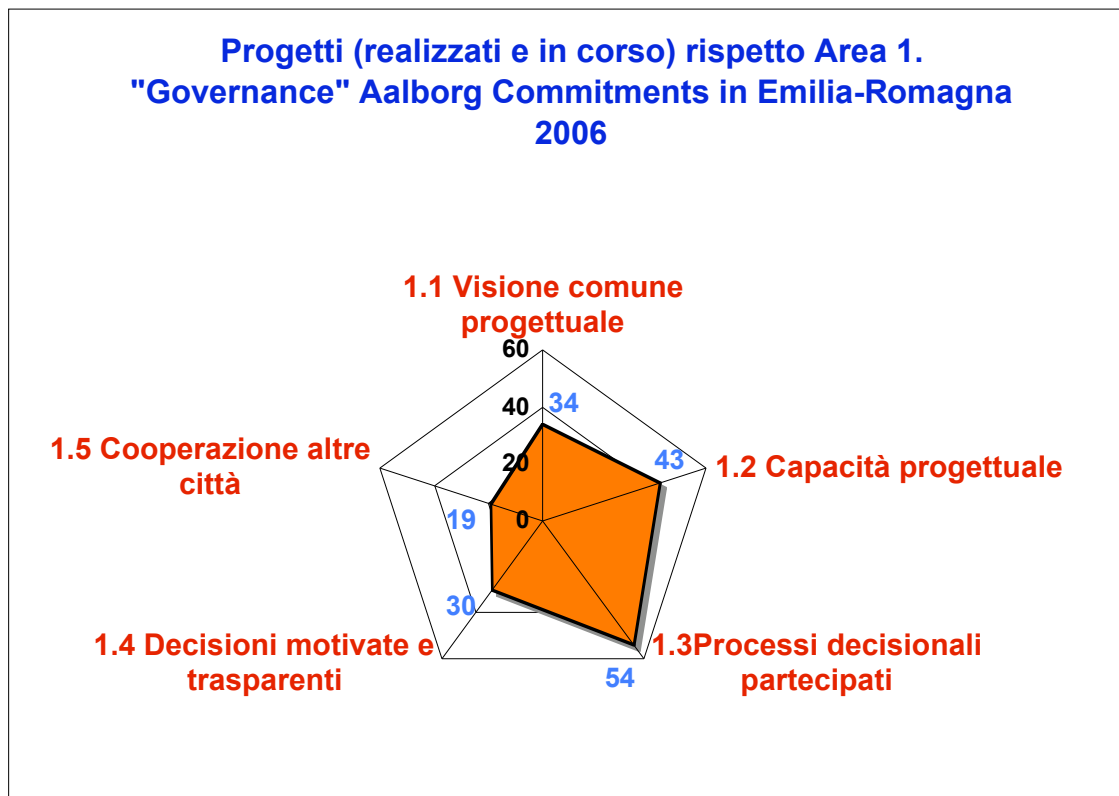 Progetti (realizzati e in corso) rispetto Area 1.
"Governance" Aalborg Commitments in Emilia-Romagna
2006
1.1 Visione comune
progettuale
60
40
34
20
0
43
1.2 Capacità progettuale
1.5 Cooperazione altre
città
19
30
1.4 Decisioni motivate e
trasparenti
1.3Processi decisionali
partecipati
54